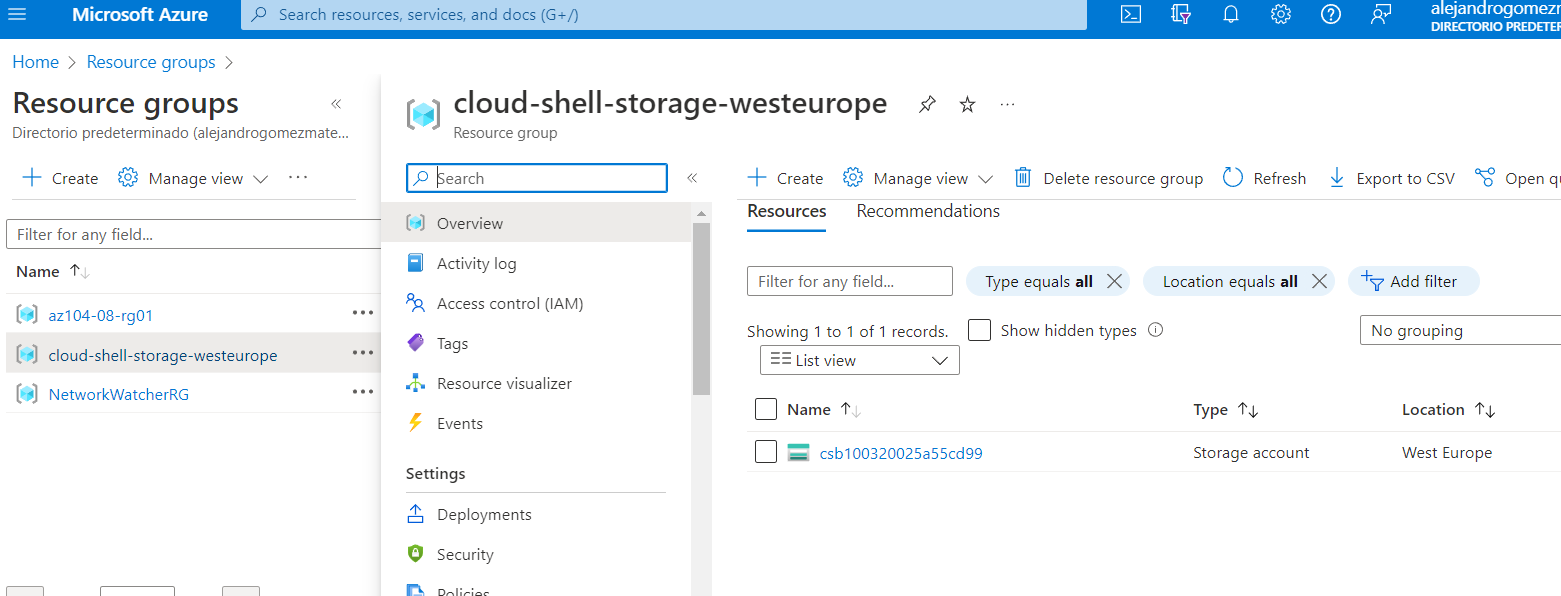 Microsoft Azure
Search resources, services, and docs (G+/)
alejandrogomezm
DIRECTORIO PREDETER
Home > Resource groups >
Resource groups
Directorio predeterminado (alejandrogomezmate...
Create
Manage view
Filter for any field...
Name
az104-08-rg01
cloud-shell-storage-westeurope
NetworkWatcherRG
cloud-shell-storage-westeurope
Resource group
Search
Overview
Activity log
Access control (IAM)
Tags
Resource visualizer
Events
Settings
Deployments
Security
Policies
Create
Manage view
Delete resource group
Refresh
Export to CSV
Open qu
Resources
Recommendations
Filter for any field...
Type equals all
Location equals all
Add filter
Showing 1 to 1 of 1 records.
Show hidden types
No grouping
List view
Name
Type
Location
csb100320025a55cd99
Storage account
West Europe